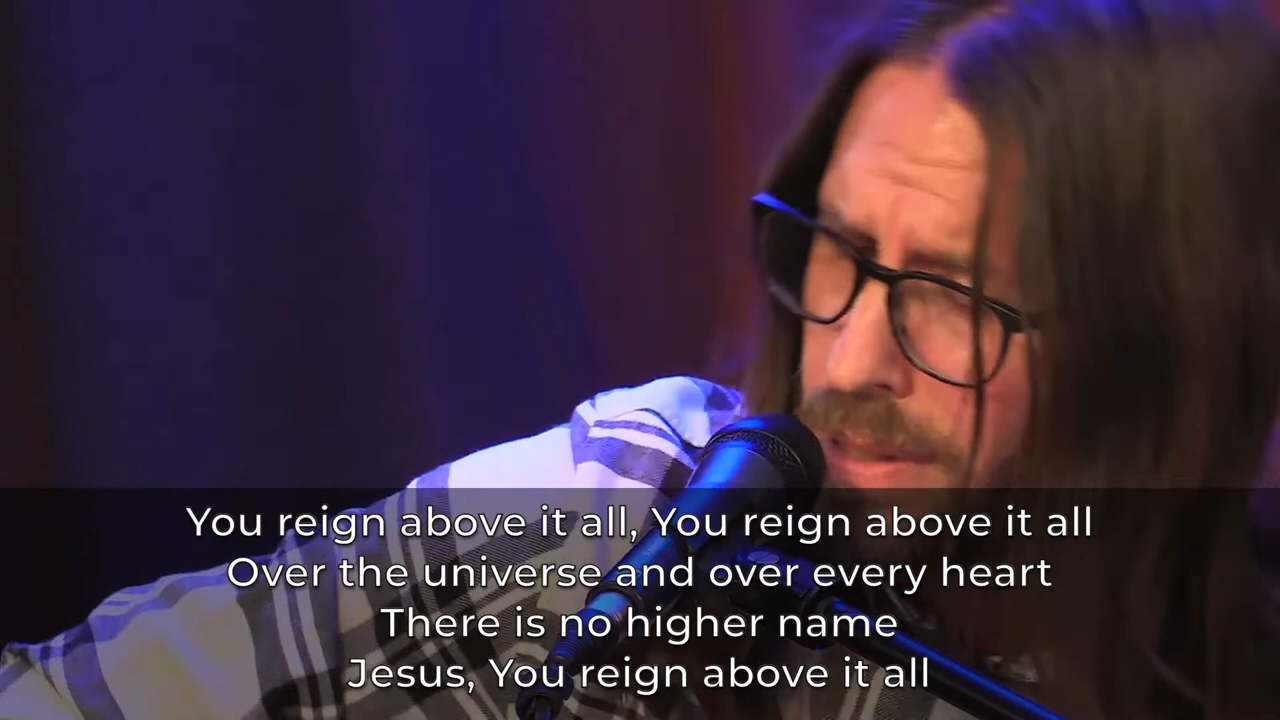 You reign above it all, You reign above it all
Over the universe and over every heart
There is no higher name
Jesus, You reign above it all